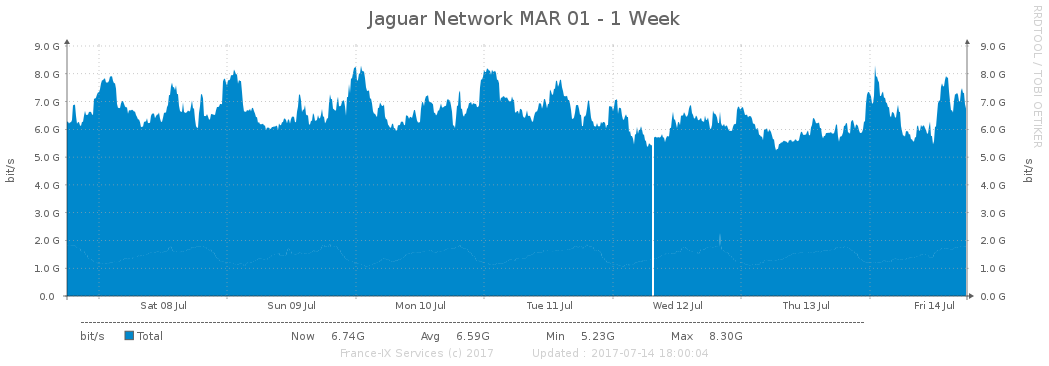 Jaguar Network MAR 01 - 1 Week
RRDTOOL / TOBI OETIKER
9.0 G 9.0 G
8.0 G 8.0 G
7.0 G 7.0 G
6.0 G 6.0 G
5.0 G 5.0 G
4.0 G 4.0 G
3.0 G 3.0 G
2.0 G 2.0 G
1.0 G 1.0 G
0.0 0.0 G
bit/s bit/s
Sat 08 Jul Sun 09 Jul Mon 10 Jul Tue 11 Jul Wed 12 Jul Thu 13 Jul Fri 14 Jul
bit/s Total Now 6.74G Avg 6.59G Min 5.23G Max 8.30G
France-IX Services (c) 2017 Updated : 2017-07-14 18:00:04